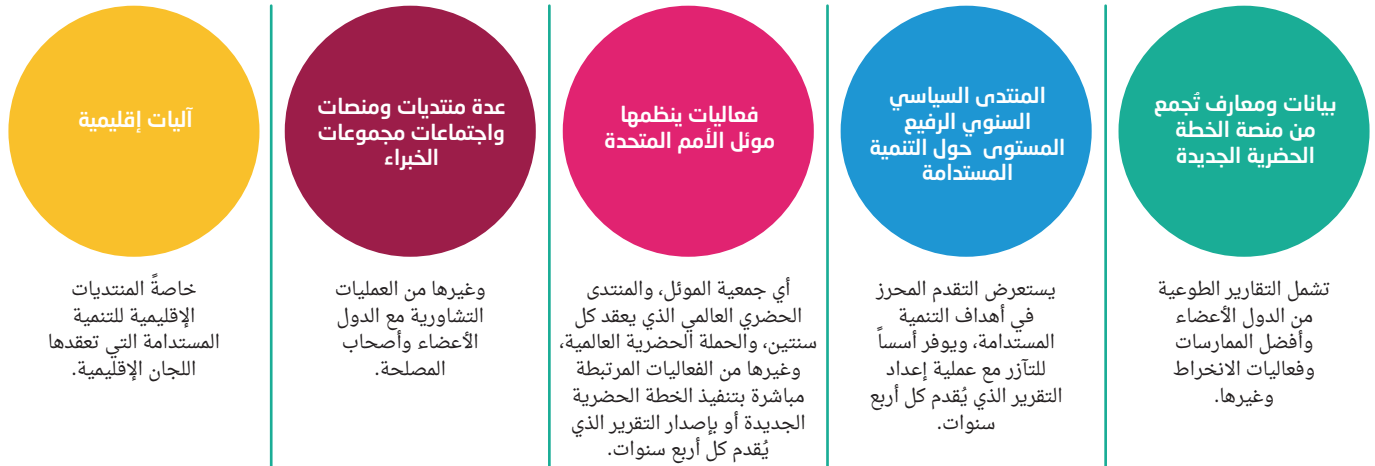 بيانات ومعارف تُجمع
من منصة الخطة
الحضرية الجديدة
تشمل التقارير الطوعية
من الدول الأعضاء
وأفضل الممارسات
وفعاليات الانخراط
وغيرها.
المنتدى السياسي
السنوي الرفيع
المستوى حول التنمية
المستدامة
يستعرض التقدم المحرز
في أهداف التنمية
المستدامة، ويوفر أسساً
للتآزر مع عملية إعداد
التقرير الذي يُقدم كل أربع
سنوات.
فعاليات ينظمها
موئل الأمم المتحدة
أي جمعية الموئل، والمنتدى
الحضري العالمي الذي يعقد كل
سنتين، والحملة الحضرية العالمية،
وغيرها من الفعاليات المرتبطة
مباشرة بتنفيذ الخطة الحضرية
الجديدة أو بإصدار التقرير الذي
يُقدم كل أربع سنوات.
عدة منتديات ومنصات
واجتماعات مجموعات
الخبراء
وغيرها من العمليات
التشاورية مع الدول
الأعضاء وأصحاب
المصلحة.
آليات إقليمية
خاصةً المنتديات
الإقليمية للتنمية
المستدامة التي تعقدها
اللجان الإقليمية.